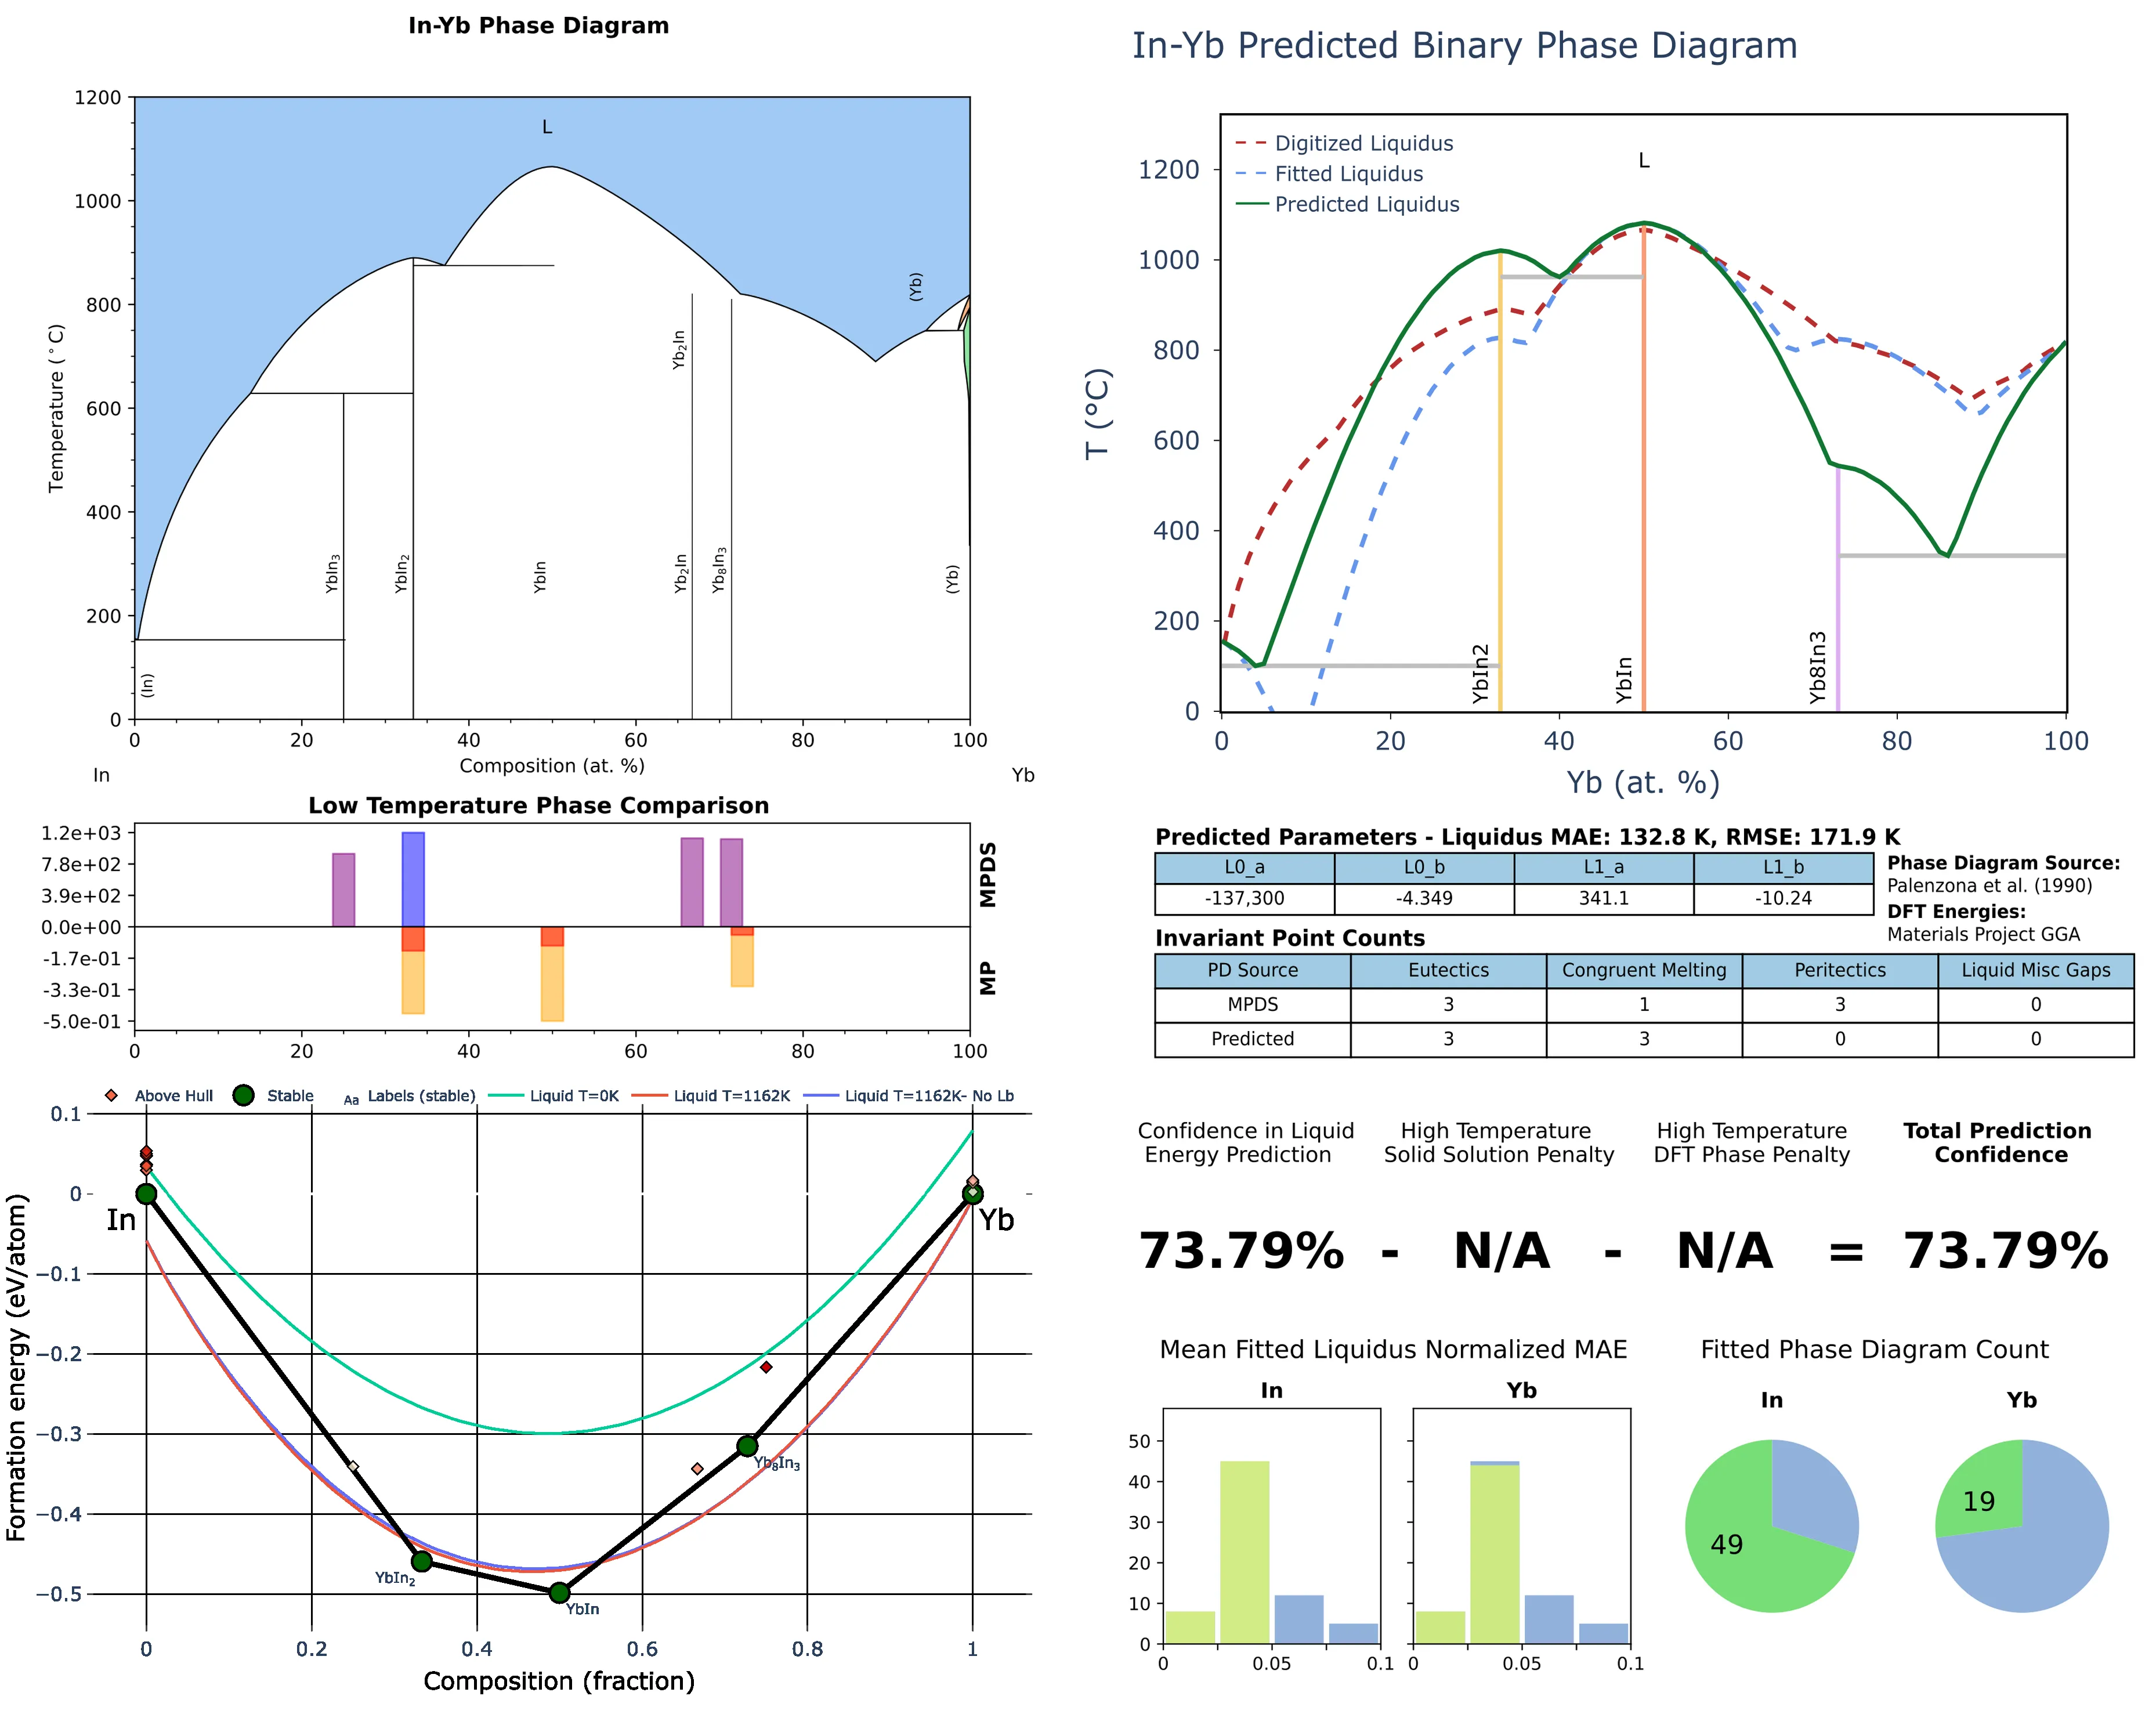 In-Yb Phase Diagram
1200
1000
800
600
400
200
0
Temperature (°C)
L
(Yb)
Yb2In
YbIn3
YbIn2
YbIn
Yb2In
Yb8In3
(Yb)
(In)
0 20 40 60 80 100
Composition (at. %)
In Yb
Low Temperature Phase Comparison
1.2e+03
7.8e+02
3.9e+02
0.0e+00
-1.7e-01
-3.3e-01
-5.0e-01
MPDS
MP
0 20 40 60 80 100
Above Hull Stable Aa Labels (stable) Liquid T=0K Liquid T=1162K Liquid T=1162K- No Lb
0.1
0
−0.1
−0.2
−0.3
−0.4
−0.5
Formation energy (eV/atom)
In
Yb
Yb8In3
YbIn2
YbIn
0 0.2 0.4 0.6 0.8 1
Composition (fraction)
In-Yb Predicted Binary Phase Diagram
Digitized Liquidus
Fitted Liquidus
Predicted Liquidus
L
1200
1000
800
600
400
200
0
T (°C)
YbIn2
YbIn
Yb8In3
0 20 40 60 80 100
Yb (at. %)
Predicted Parameters - Liquidus MAE: 132.8 K, RMSE: 171.9 K
L0_a L0_b L1_a L1_b
-137,300 -4.349 341.1 -10.24
Phase Diagram Source:
Palenzona et al. (1990)
DFT Energies:
Materials Project GGA
Invariant Point Counts
PD Source Eutectics Congruent Melting Peritectics Liquid Misc Gaps
MPDS 3 1 3 0
Predicted 3 3 0 0
Confidence in Liquid
Energy Prediction
High Temperature
Solid Solution Penalty
High Temperature
DFT Phase Penalty
Total Prediction
Confidence
73.79% - N/A - N/A = 73.79%
Mean Fitted Liquidus Normalized MAE
In Yb
50
40
30
20
10
0
0 0.05 0.1
0 0.05 0.1
Fitted Phase Diagram Count
In Yb
49
19